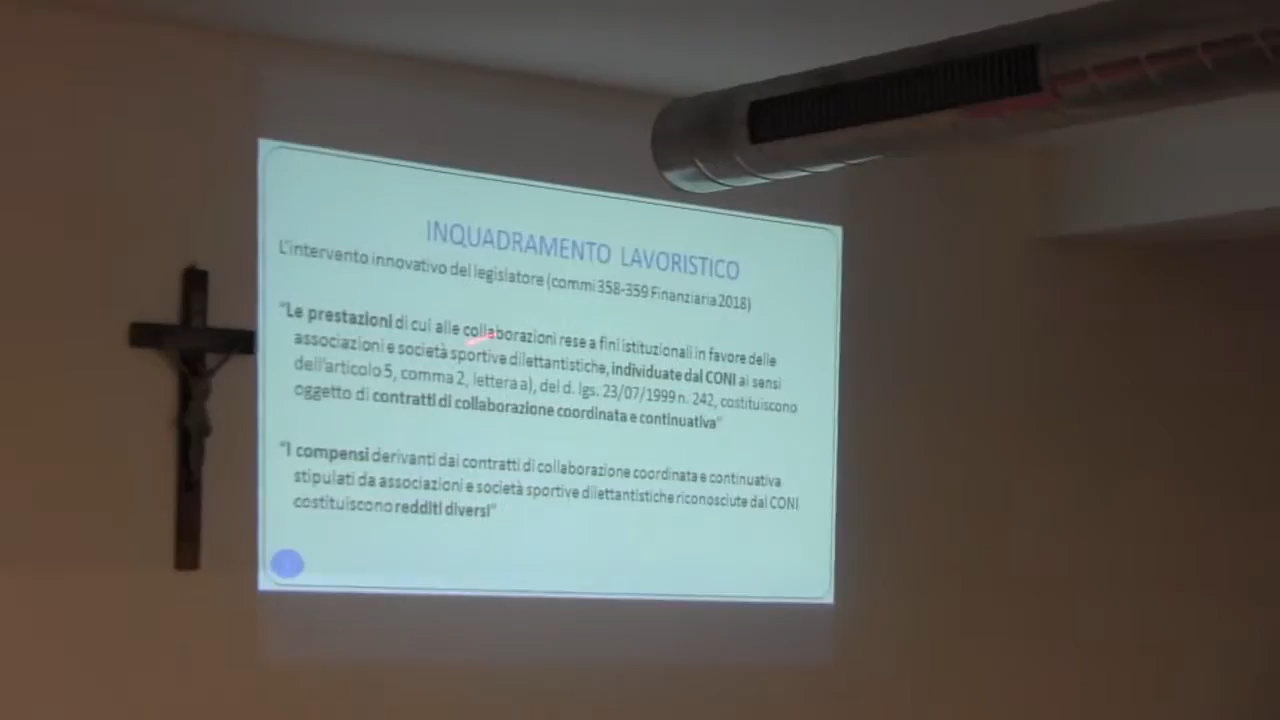 INQUADRAMENTO LAVORISTICO
L'intervento innovativo del legislatore (commi 358-359 Finanziaria 2018)
"Le prestazioni di cui alle collaborazioni rese a fini istituzionali in favore delle
associazioni e società sportive dilettantistiche, individuate dal CONI ai sensi
dell'articolo 5, comma 2, lettera a), del d. lgs. 23/07/1999 n. 242, costituiscono
oggetto di contratti di collaborazione coordinata e continuativa"
"I compensi derivanti dai contratti di collaborazione coordinata e continuativa
stipulati da associazioni e società sportive dilettantistiche riconosciute dal CONI
costituiscono redditi diversi"